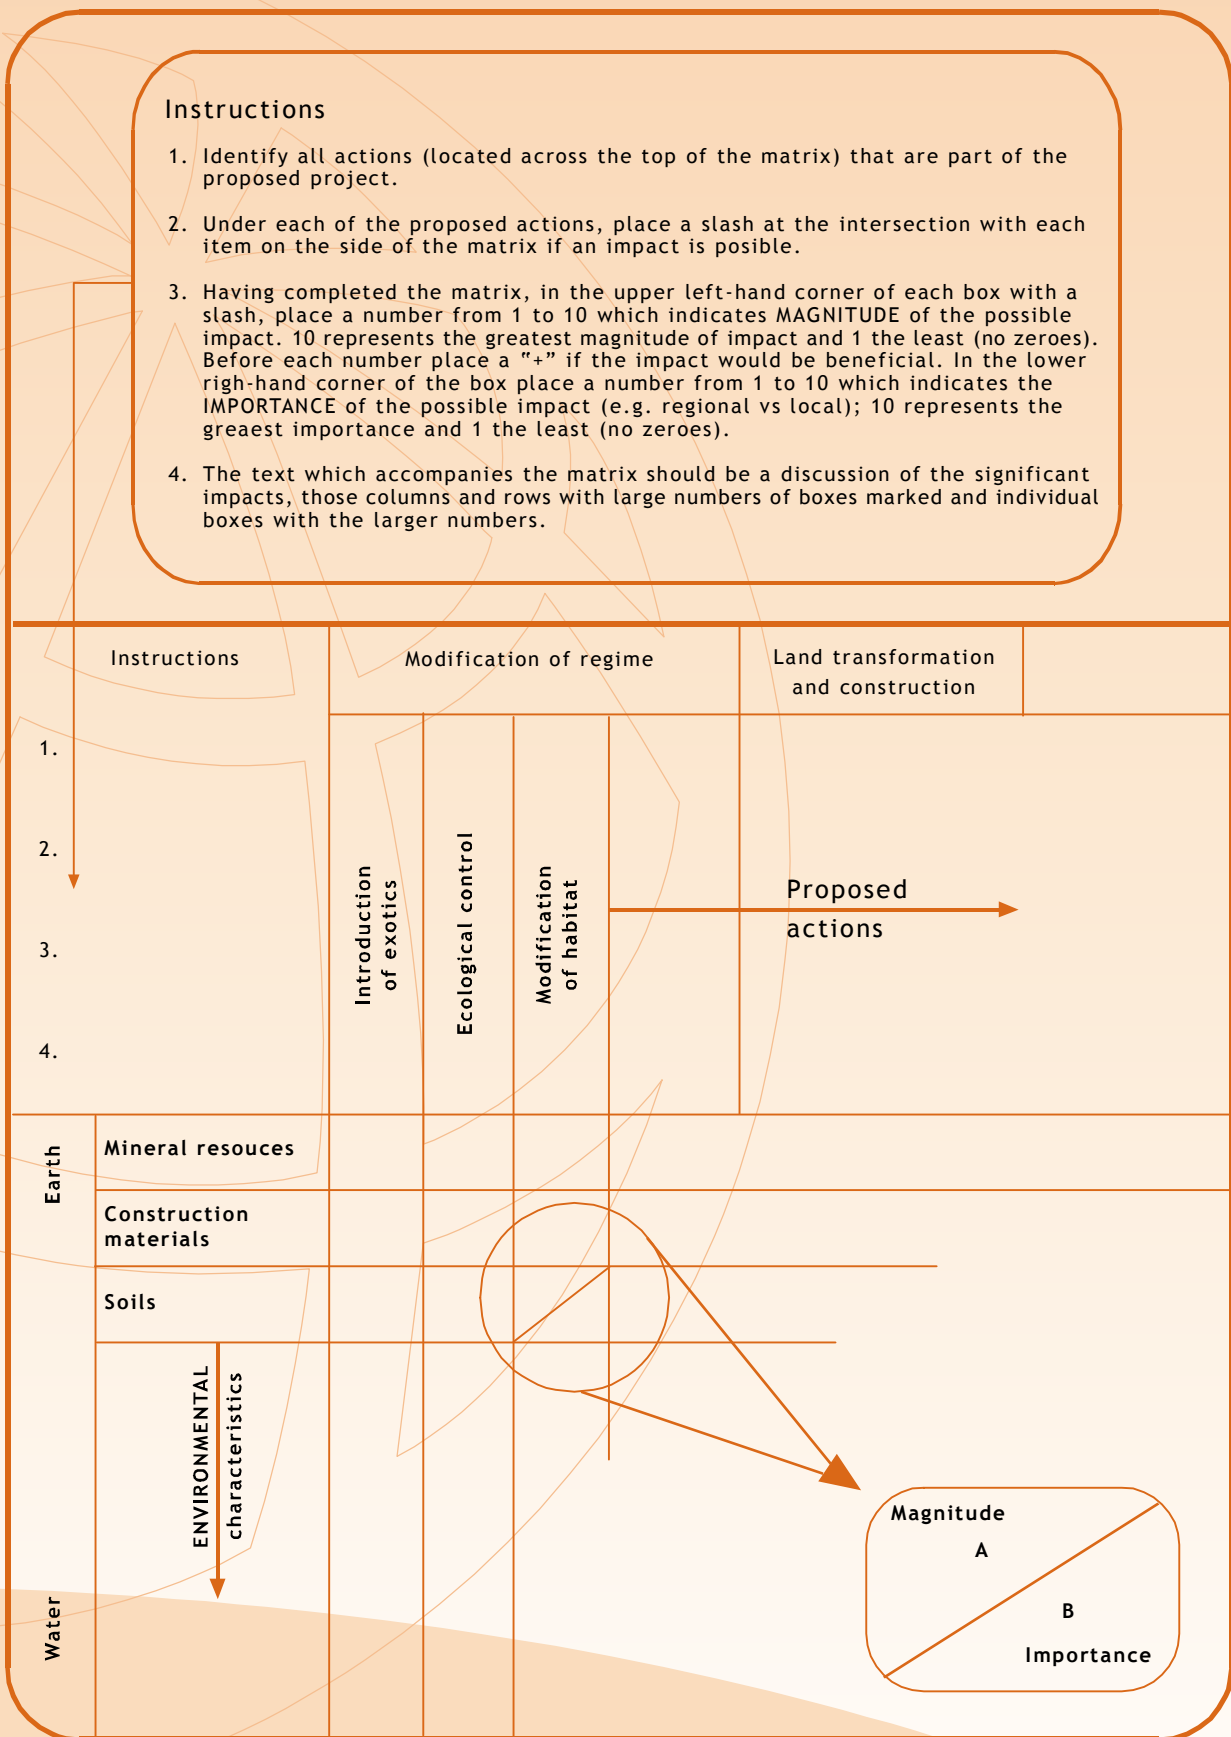 Instructions
1. Identify all actions (located across the top of the matrix) that are part of the
proposed project.
2. Under each of the proposed actions, place a slash at the intersection with each
item on the side of the matrix if an impact is posible.
3. Having completed the matrix, in the upper left-hand corner of each box with a
slash, place a number from 1 to 10 which indicates MAGNITUDE of the possible
impact. 10 represents the greatest magnitude of impact and 1 the least (no zeroes).
Before each number place a “+” if the impact would be beneficial. In the lower
righ-hand corner of the box place a number from 1 to 10 which indicates the
IMPORTANCE of the possible impact (e.g. regional vs local); 10 represents the
greaest importance and 1 the least (no zeroes).
4. The text which accompanies the matrix should be a discussion of the significant
impacts, those columns and rows with large numbers of boxes marked and individual
boxes with the larger numbers.
Instructions
Modification of regime
Land transformation
and construction
1.
2.
3.
4.
Introduction
of exotics
Ecological control
Modification
of habitat
Proposed
actions
Earth
Mineral resouces
Construction
materials
Soils
ENVIRONMENTAL
characteristics
Water
Magnitude
A
B
Importance